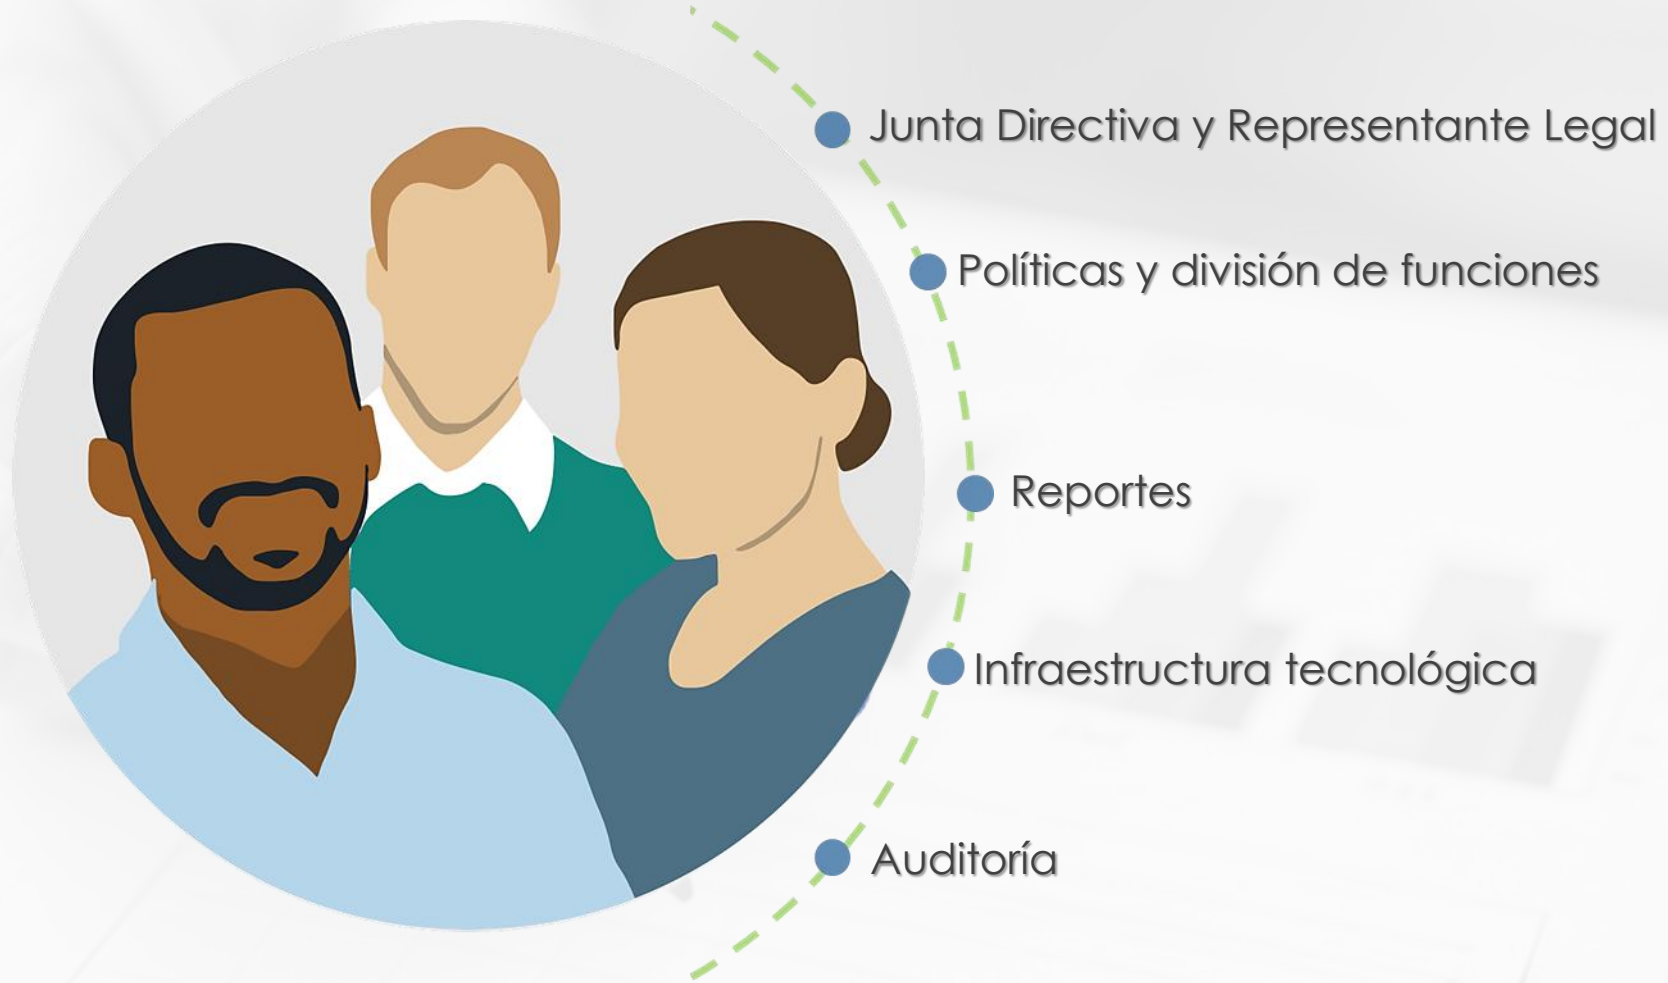 Junta Directiva y Representante Legal
Políticas y división de funciones
Reportes
Infraestructura tecnológica
Auditoría